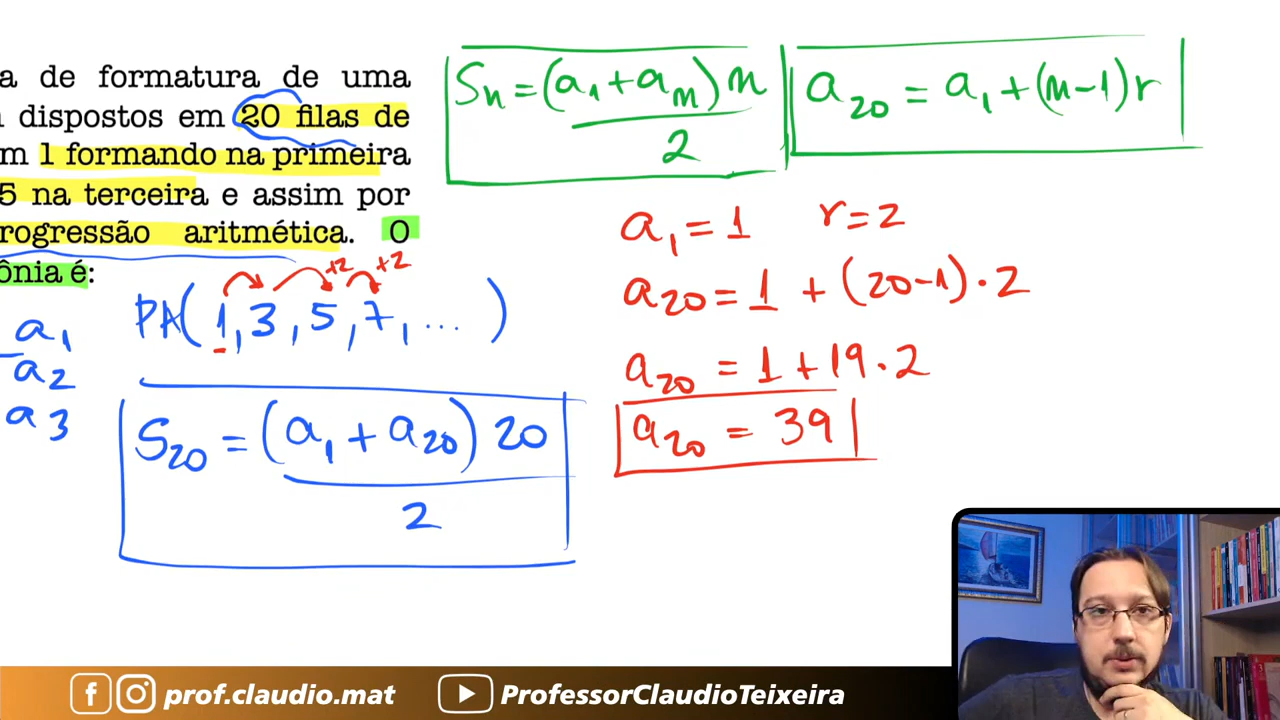 a de formatura de uma
dispostos em 20 filas de
m 1 formando na primeira
5 na terceira e assim por
rogressão aritmética. O
ônia é:
Sn = (a1 + am) m / 2
a20 = a1 + (m-1) r
a1 = 1 r = 2
a20 = 1 + (20-1) · 2
a20 = 1 + 19 · 2
a20 = 39
+2 +2
PA( 1, 3, 5, 7, ... )
a1
a2
a3
S20 = (a1 + a20) 20 / 2
prof.claudio.mat ProfessorClaudioTeixeira